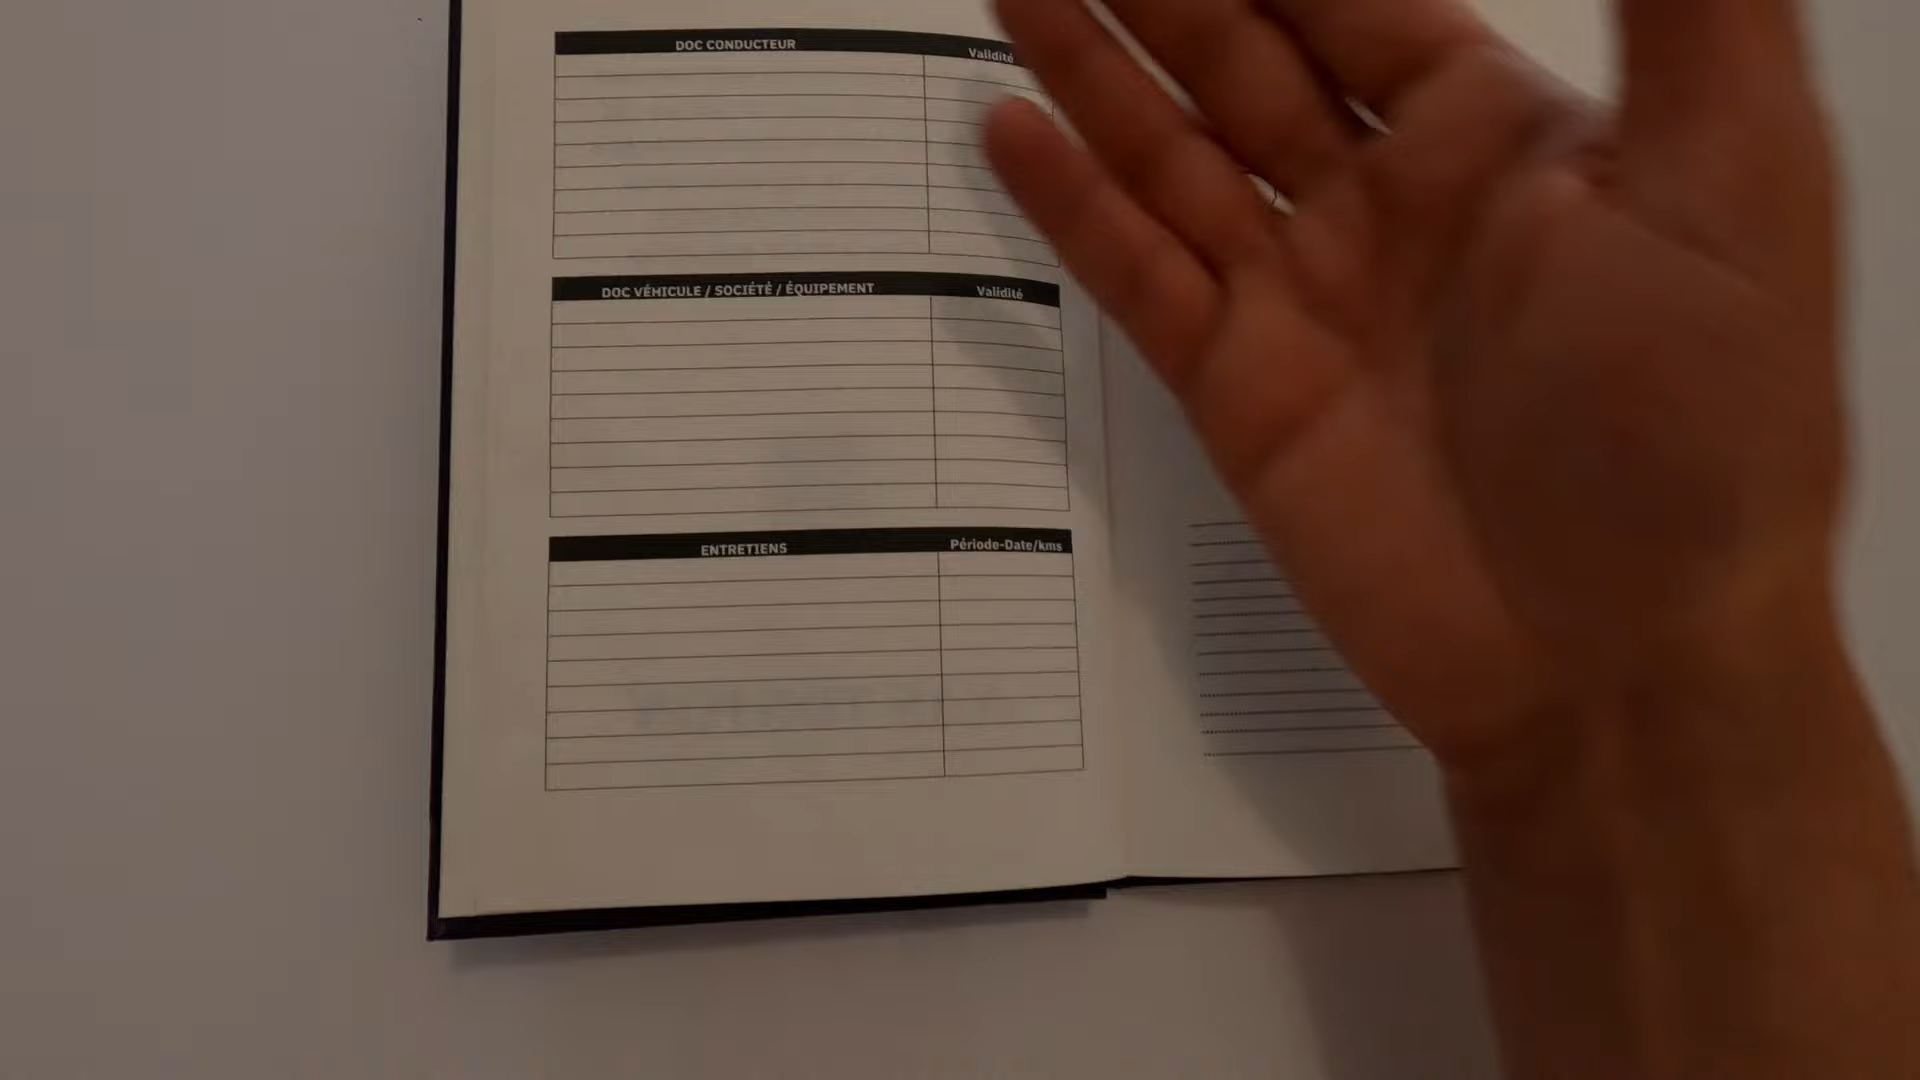 DOC CONDUCTEUR Validité
DOC VÉHICULE / SOCIÉTÉ / ÉQUIPEMENT Validité
ENTRETIENS Période-Date/kms